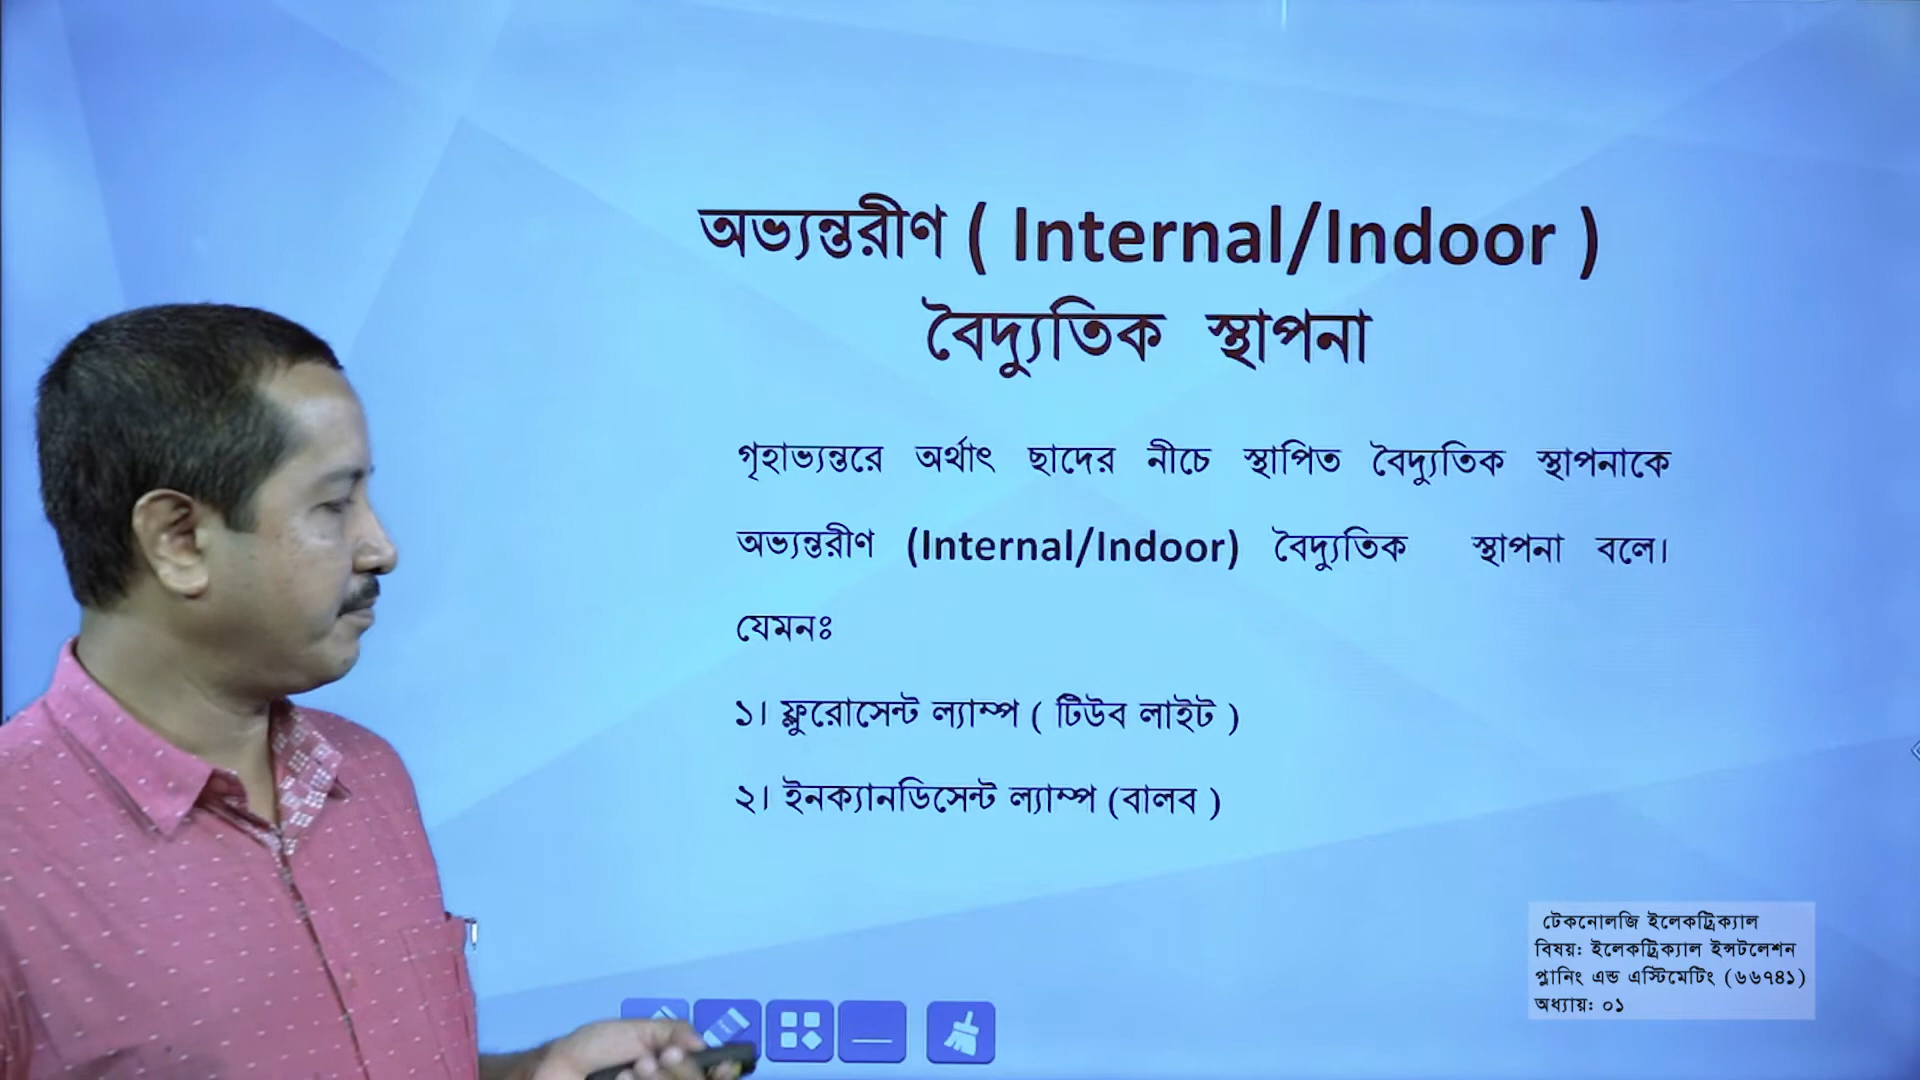 অভ্যন্তরীণ ( Internal/Indoor )
বৈদ্যুতিক স্থাপনা
গৃহাভ্যন্তরে অর্থাৎ ছাদের নীচে স্থাপিত বৈদ্যুতিক স্থাপনাকে
অভ্যন্তরীণ (Internal/Indoor) বৈদ্যুতিক স্থাপনা বলে।
যেমনঃ
১। ফ্লুরোসেন্ট ল্যাম্প ( টিউব লাইট )
২। ইনক্যানডিসেন্ট ল্যাম্প (বালব )
টেকনোলজি ইলেকট্রিক্যাল
বিষয়: ইলেকট্রিক্যাল ইন্সটলেশন
প্লানিং এন্ড এস্টিমেটিং (৬৬৭৪১)
অধ্যায়: ০১